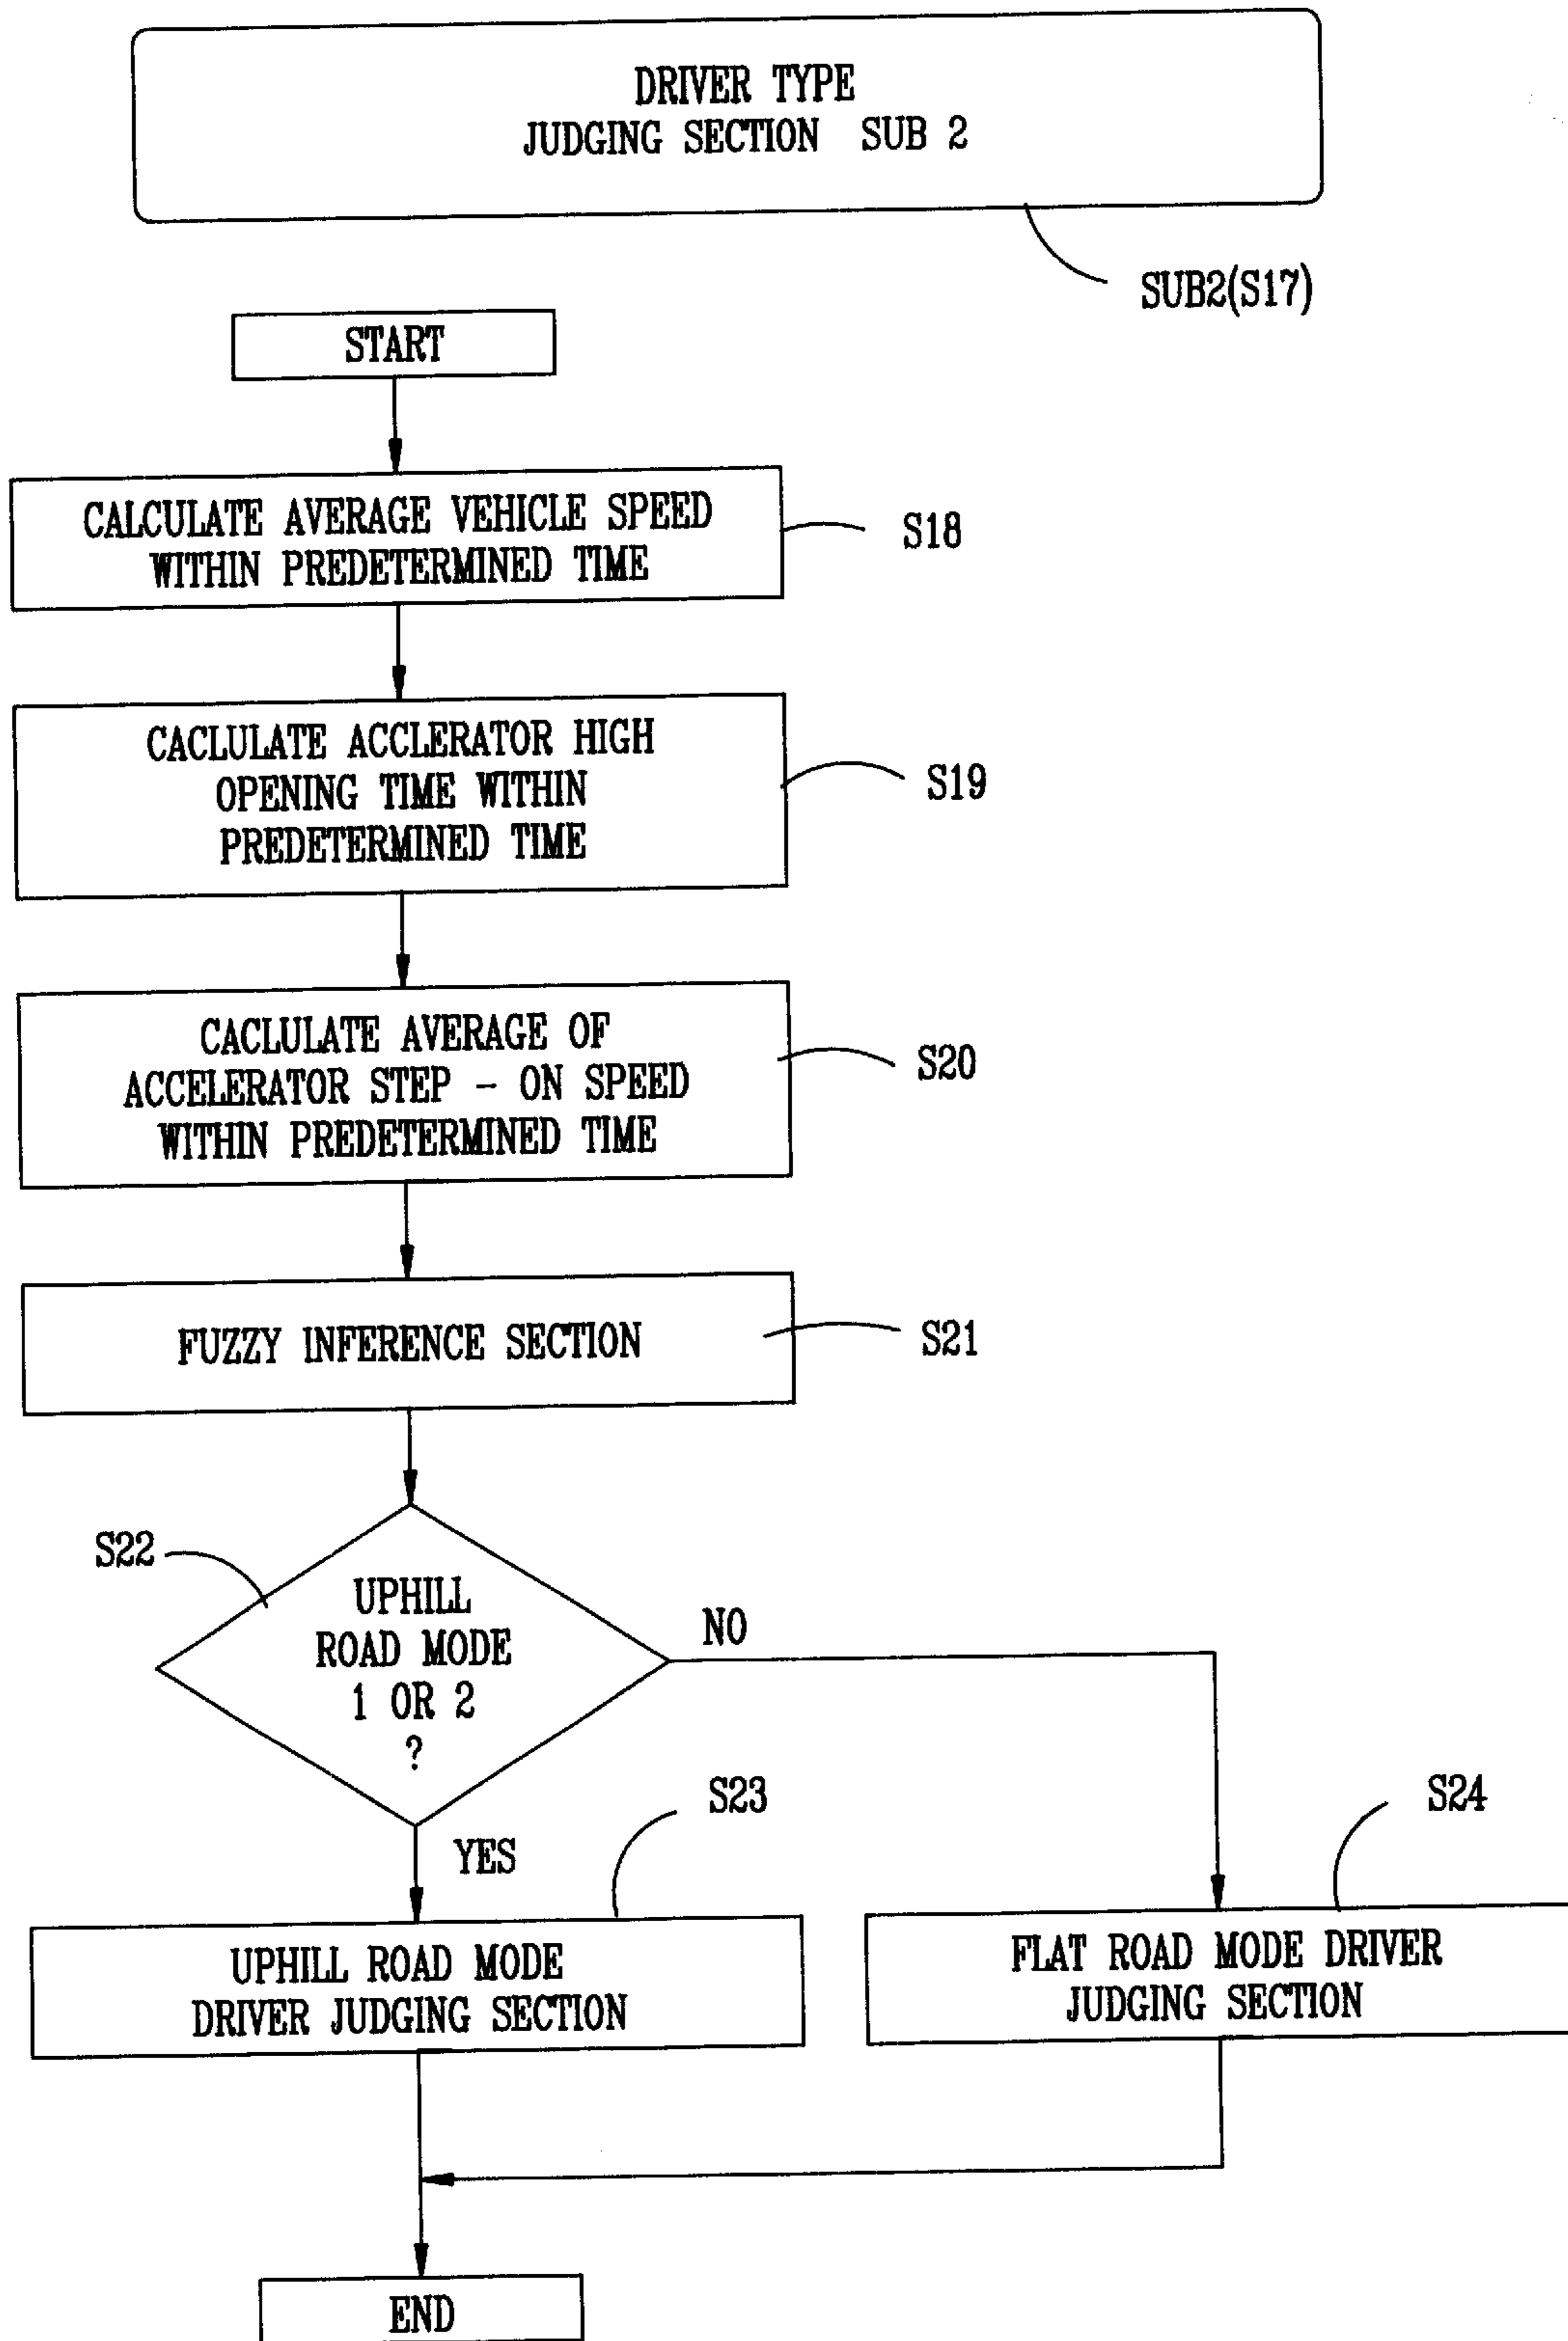 DRIVER TYPE
JUDGING SECTION SUB 2
SUB2(S17)
START
CALCULATE AVERAGE VEHICLE SPEED
WITHIN PREDETERMINED TIME
S18
CACLULATE ACCLERATOR HIGH
OPENING TIME WITHIN
PREDETERMINED TIME
S19
CACLULATE AVERAGE OF
ACCELERATOR STEP - ON SPEED
WITHIN PREDETERMINED TIME
S20
FUZZY INFERENCE SECTION
S21
S22
UPHILL
ROAD MODE
1 OR 2
?
NO
YES
S23
S24
UPHILL ROAD MODE
DRIVER JUDGING SECTION
FLAT ROAD MODE DRIVER
JUDGING SECTION
END